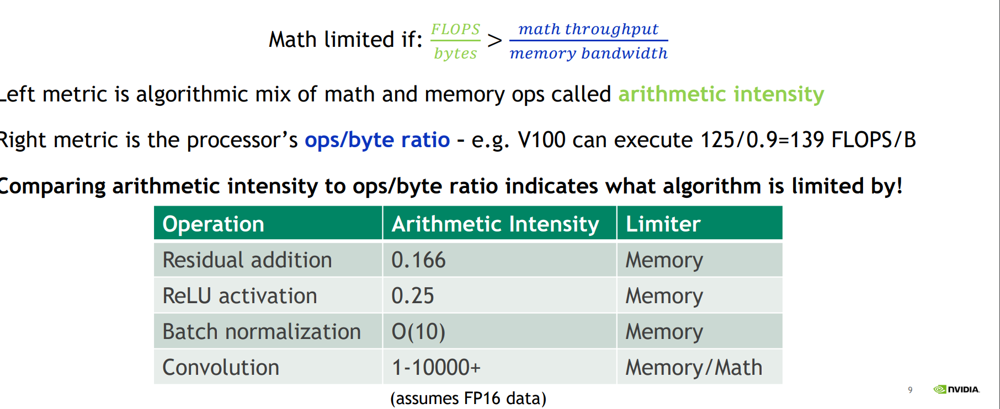 Math limited if: FLOPS/bytes > math throughput/memory bandwidth
Left metric is algorithmic mix of math and memory ops called arithmetic intensity
Right metric is the processor's ops/byte ratio – e.g. V100 can execute 125/0.9=139 FLOPS/B
Comparing arithmetic intensity to ops/byte ratio indicates what algorithm is limited by!
Operation Arithmetic Intensity Limiter
Residual addition 0.166 Memory
ReLU activation 0.25 Memory
Batch normalization O(10) Memory
Convolution 1-10000+ Memory/Math
(assumes FP16 data)
9 NVIDIA.